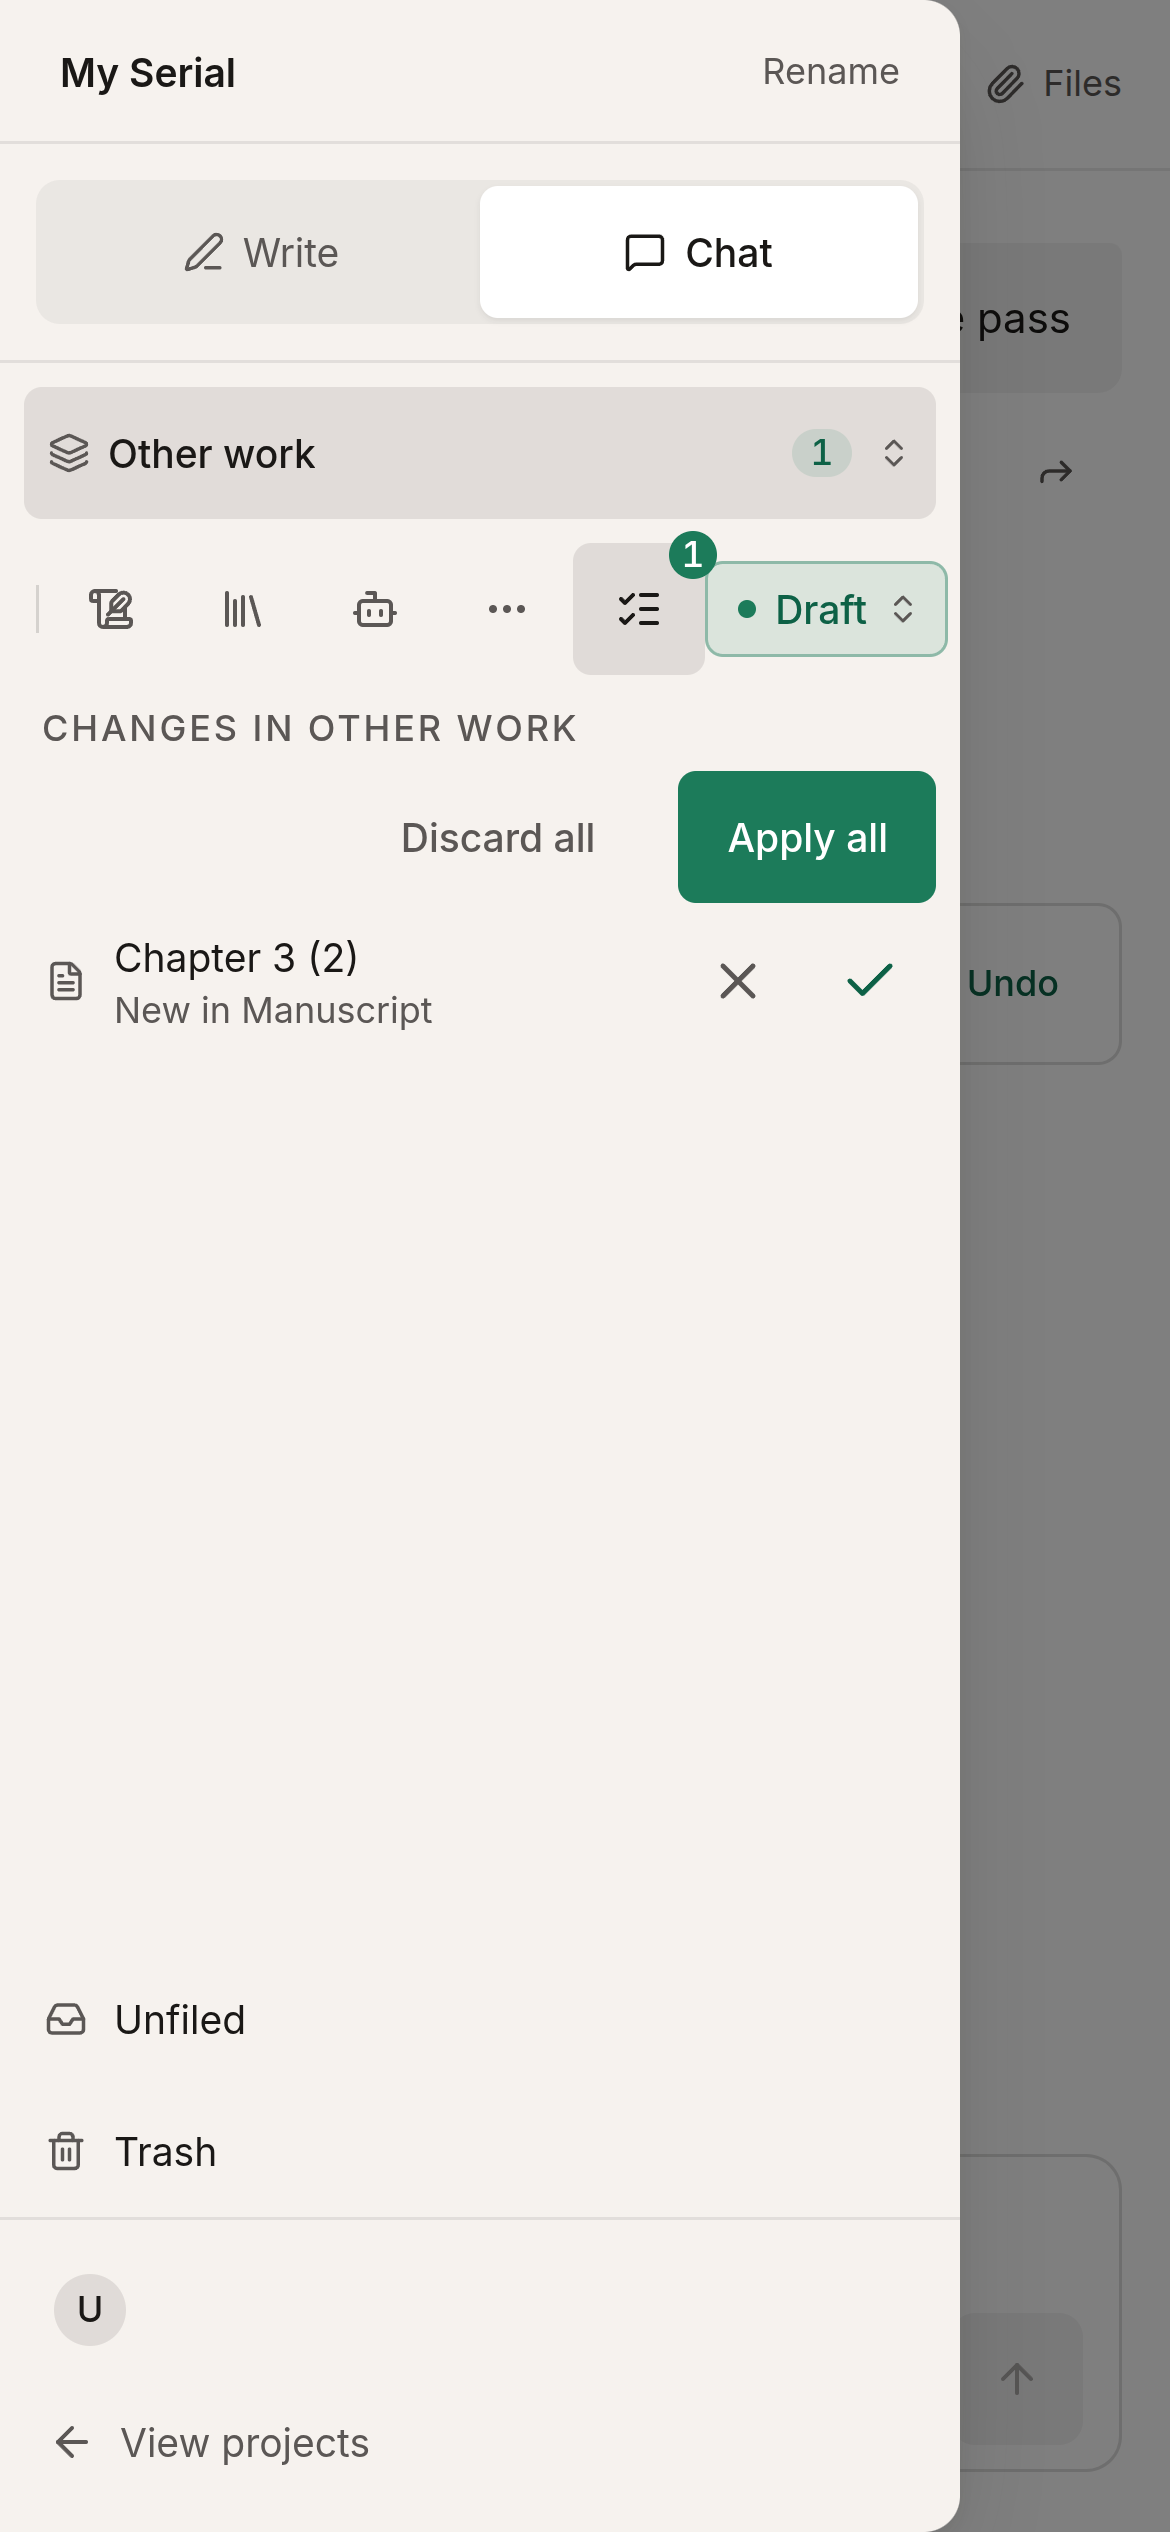 My Serial
Rename
Files
Write
Chat
pass
Other work
1
1
Draft
CHANGES IN OTHER WORK
Discard all
Apply all
Chapter 3 (2)
New in Manuscript
Undo
Unfiled
Trash
U
View projects